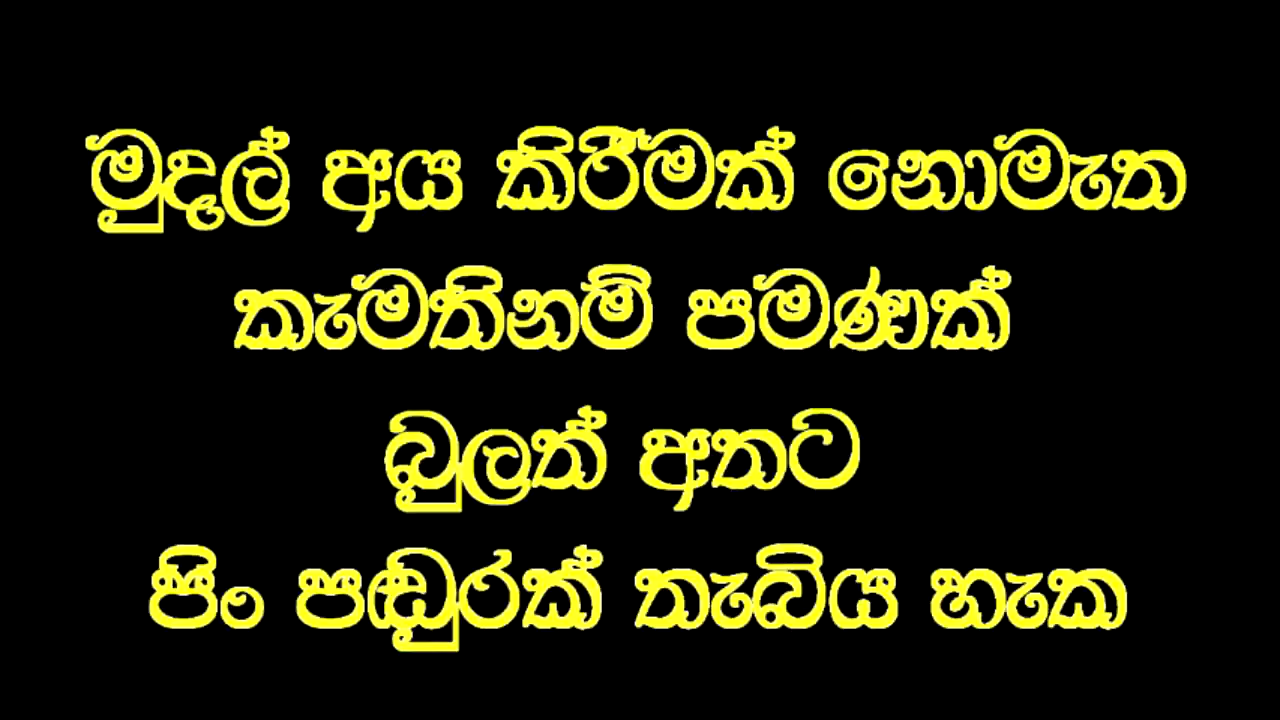 මුදල් අය කිරීමක් නොමැත
කැමතිනම් පමණක්
බුලත් අතට
පිං පඬුරක් තැබිය හැක